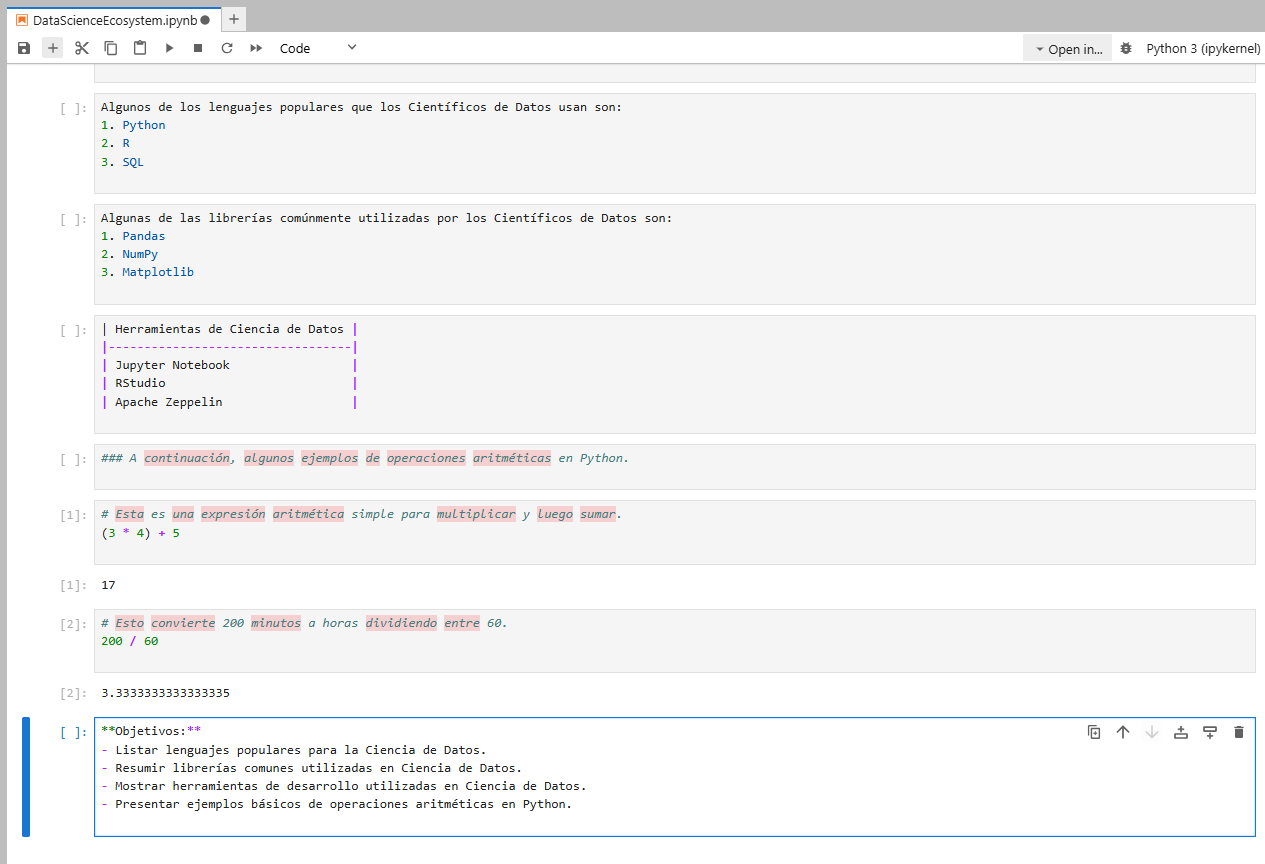 DataScienceEcosystem.ipynb
Code
Open in...
Python 3 (ipykernel)
[ ]:
Algunos de los lenguajes populares que los Científicos de Datos usan son:
1. Python
2. R
3. SQL
[ ]:
Algunas de las librerías comúnmente utilizadas por los Científicos de Datos son:
1. Pandas
2. NumPy
3. Matplotlib
[ ]:
| Herramientas de Ciencia de Datos |
|----------------------------------|
| Jupyter Notebook |
| RStudio |
| Apache Zeppelin |
[ ]:
### A continuación, algunos ejemplos de operaciones aritméticas en Python.
[1]:
# Esta es una expresión aritmética simple para multiplicar y luego sumar.
(3 * 4) + 5
[1]:
17
[2]:
# Esto convierte 200 minutos a horas dividiendo entre 60.
200 / 60
[2]:
3.3333333333333335
[ ]:
**Objetivos:**
- Listar lenguajes populares para la Ciencia de Datos.
- Resumir librerías comunes utilizadas en Ciencia de Datos.
- Mostrar herramientas de desarrollo utilizadas en Ciencia de Datos.
- Presentar ejemplos básicos de operaciones aritméticas en Python.